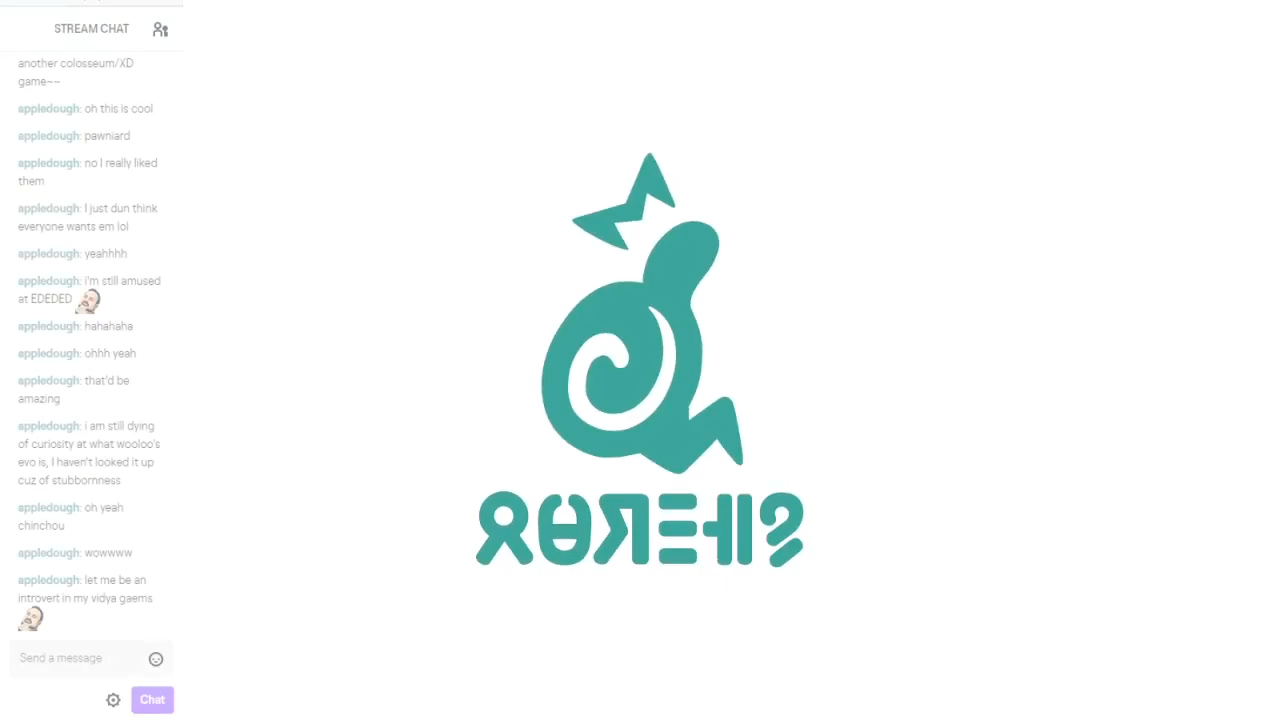 STREAM CHAT
another colosseum/XD
game~~
appledough: oh this is cool
appledough: pawniard
appledough: no I really liked
them
appledough: I just dun think
everyone wants em lol
appledough: yeahhhh
appledough: i'm still amused
at EDEDED
appledough: hahahaha
appledough: ohhh yeah
appledough: that'd be
amazing
appledough: i am still dying
of curiosity at what wooloo's
evo is, I haven't looked it up
cuz of stubbornness
appledough: oh yeah
chinchou
appledough: wowwww
appledough: let me be an
introvert in my vidya gaems
Send a message
Chat